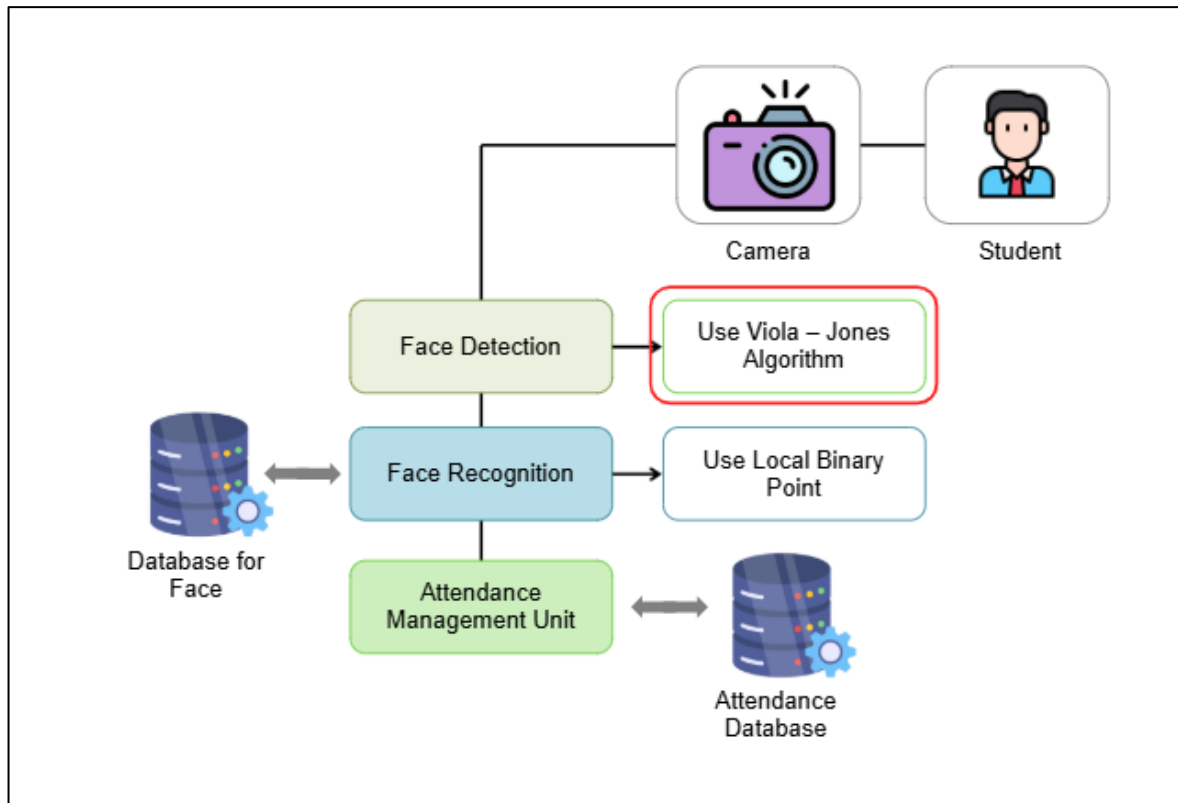 Camera
Student
Face Detection
Use Viola – Jones
Algorithm
Face Recognition
Use Local Binary
Point
Database for
Face
Attendance
Management Unit
Attendance
Database